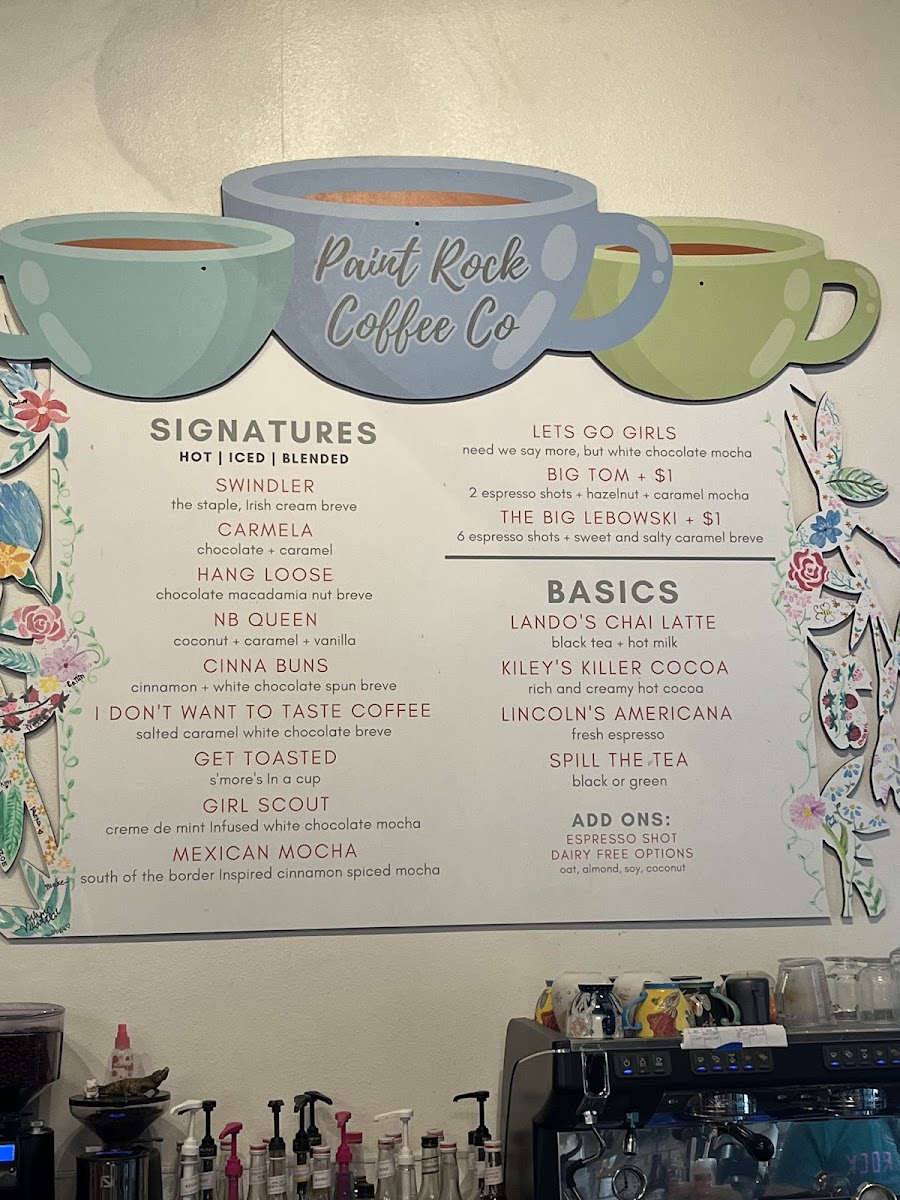 Paint Rock
Coffee Co
SIGNATURES
HOT | ICED | BLENDED
SWINDLER
the staple, Irish cream breve
CARMELA
chocolate + caramel
HANG LOOSE
chocolate macadamia nut breve
NB QUEEN
coconut + caramel + vanilla
CINNA BUNS
cinnamon + white chocolate spun breve
I DON'T WANT TO TASTE COFFEE
salted caramel white chocolate breve
GET TOASTED
s'more's In a cup
GIRL SCOUT
creme de mint Infused white chocolate mocha
MEXICAN MOCHA
south of the border Inspired cinnamon spiced mocha
LETS GO GIRLS
need we say more, but white chocolate mocha
BIG TOM + $1
2 espresso shots + hazelnut + caramel mocha
THE BIG LEBOWSKI + $1
6 espresso shots + sweet and salty caramel breve
BASICS
LANDO'S CHAI LATTE
black tea + hot milk
KILEY'S KILLER COCOA
rich and creamy hot cocoa
LINCOLN'S AMERICANA
fresh espresso
SPILL THE TEA
black or green
ADD ONS:
ESPRESSO SHOT
DAIRY FREE OPTIONS
oat, almond, soy, coconut